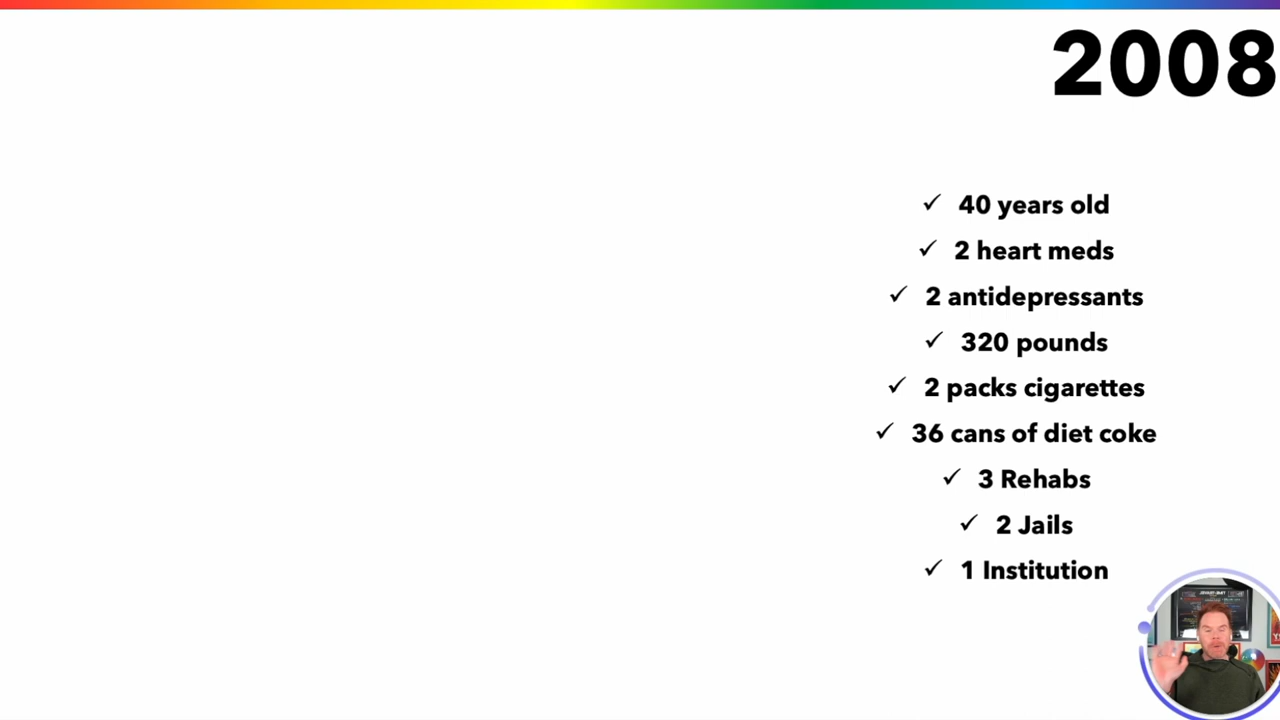 2008
✓ 40 years old
✓ 2 heart meds
✓ 2 antidepressants
✓ 320 pounds
✓ 2 packs cigarettes
✓ 36 cans of diet coke
✓ 3 Rehabs
✓ 2 Jails
✓ 1 Institution